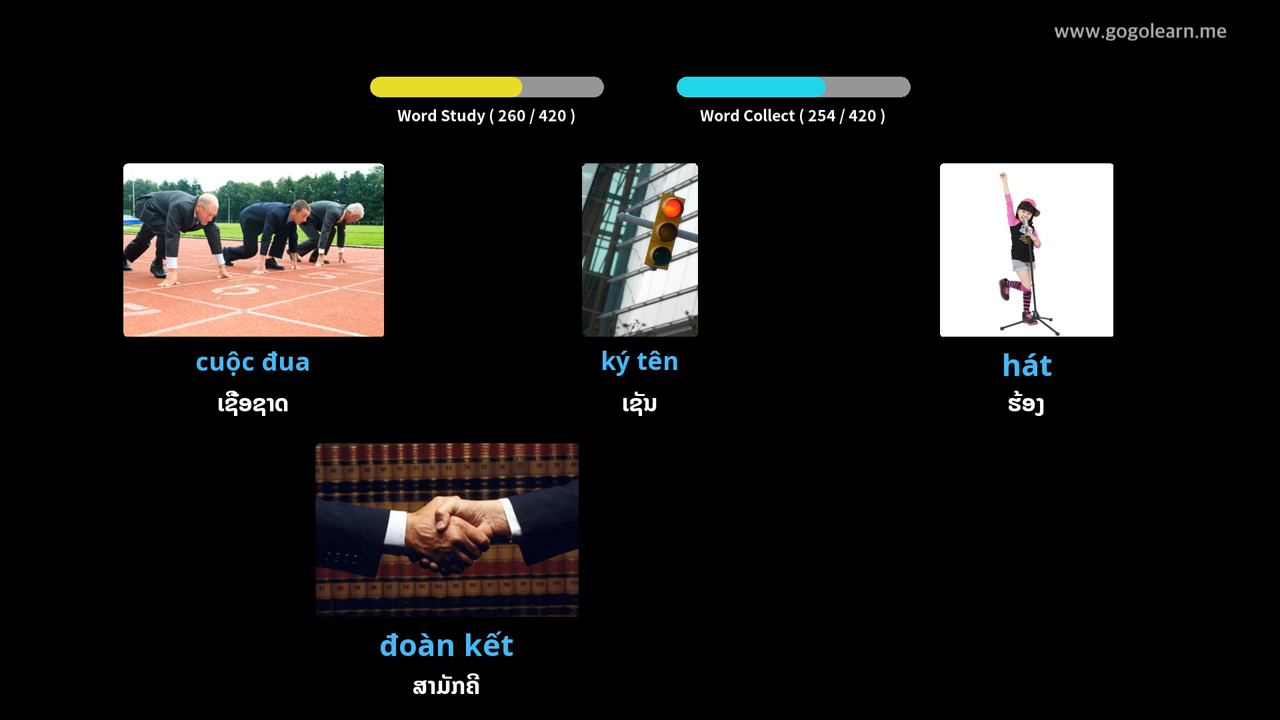 www.gogolearn.me
Word Study ( 260 / 420 )
Word Collect ( 254 / 420 )
cuộc đua
ເຊື້ອຊາດ
ký tên
ເຊັນ
hát
ຮ້ອງ
đoàn kết
ສາມັກຄີ